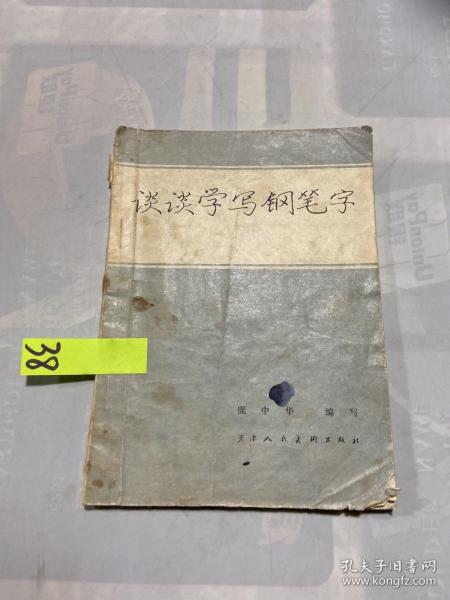 谈谈学写钢笔字
38
庞中华 编写
天津人民美术出版社
孔夫子旧书网
www.kongfz.com